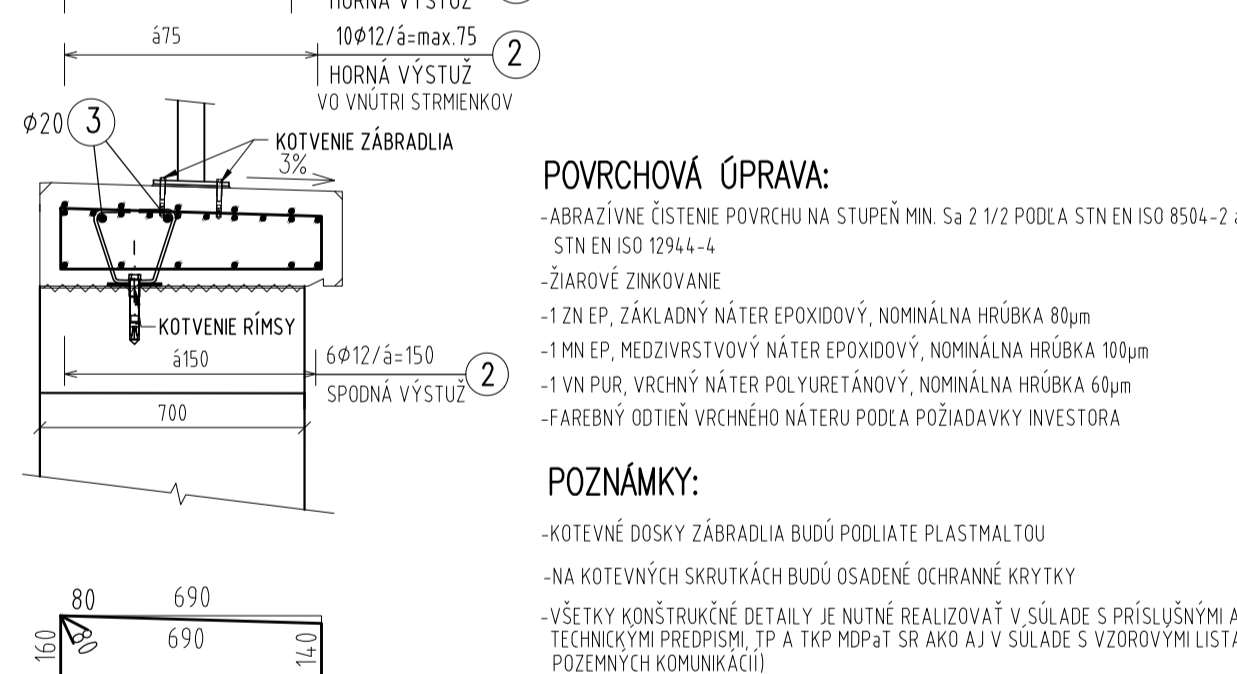 HORNÁ VÝSTUŽ
á75
10ϕ12/á=max.75
2
HORNÁ VÝSTUŽ
VO VNÚTRI STRMIENKOV
ϕ20
3
KOTVENIE ZÁBRADLIA
3%
KOTVENIE RÍMSY
á150
6ϕ12/á=150
2
SPODNÁ VÝSTUŽ
700
80
690
160
80
690
140
POVRCHOVÁ ÚPRAVA:
-ABRAZÍVNE ČISTENIE POVRCHU NA STUPEŇ MIN. Sa 2 1/2 PODĽA STN EN ISO 8504-2 a
STN EN ISO 12944-4
-ŽIAROVÉ ZINKOVANIE
-1 ZN EP, ZÁKLADNÝ NÁTER EPOXIDOVÝ, NOMINÁLNA HRÚBKA 80µm
-1 MN EP, MEDZIVRSTVOVÝ NÁTER EPOXIDOVÝ, NOMINÁLNA HRÚBKA 100µm
-1 VN PUR, VRCHNÝ NÁTER POLYURETÁNOVÝ, NOMINÁLNA HRÚBKA 60µm
-FAREBNÝ ODTIEŇ VRCHNÉHO NÁTERU PODĽA POŽIADAVKY INVESTORA
POZNÁMKY:
-KOTEVNÉ DOSKY ZÁBRADLIA BUDÚ PODLIATE PLASTMALTOU
-NA KOTEVNÝCH SKRUTKÁCH BUDÚ OSADENÉ OCHRANNÉ KRYTKY
-VŠETKY KONŠTRUKČNÉ DETAILY JE NUTNÉ REALIZOVAŤ V SÚLADE S PRÍSLUŠNÝMI A
TECHNICKÝMI PREDPISMI, TP A TKP MDPaT SR AKO AJ V SÚLADE S VZOROVÝMI LISTA
POZEMNÝCH KOMUNIKÁCIÍ)